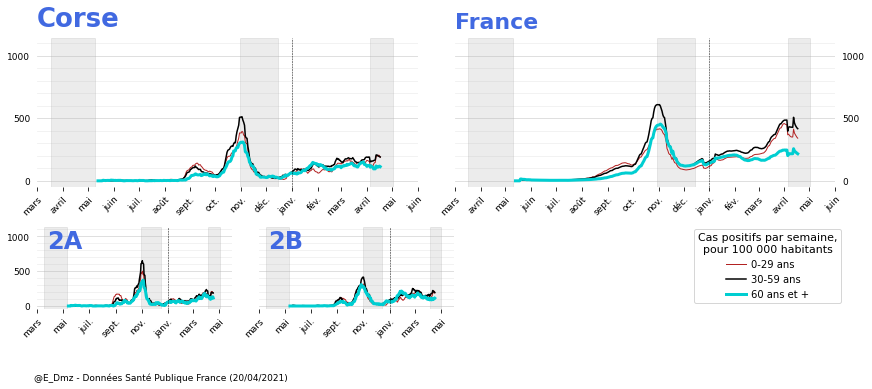 Corse
France
1000
500
0
mars avril mai juin juil. août sept. oct. nov. déc. janv. fév. mars avril mai juin
1000
500
0
mars avril mai juin juil. août sept. oct. nov. déc. janv. fév. mars avril mai juin
2A
2B
1000
500
0
mars mai juil. sept. nov. janv. mars mai
mars mai juil. sept. nov. janv. mars mai
Cas positifs par semaine,
pour 100 000 habitants
0-29 ans
30-59 ans
60 ans et +
@E_Dmz - Données Santé Publique France (20/04/2021)